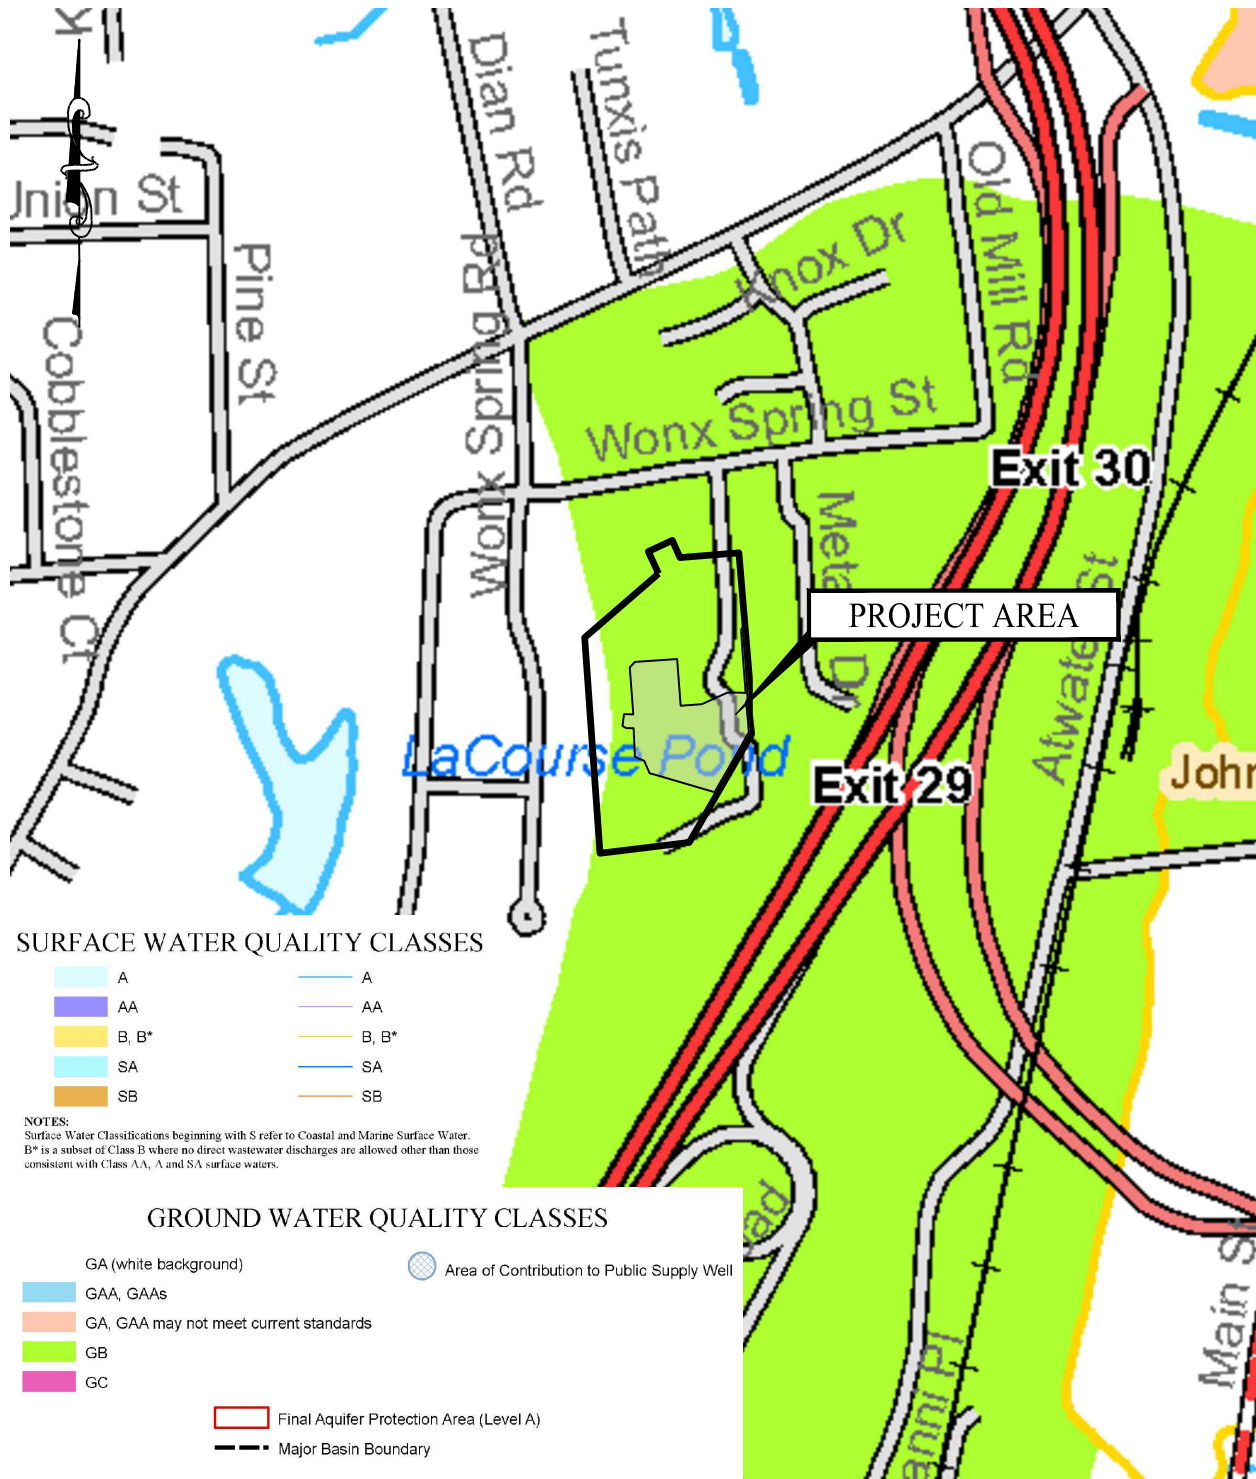 Dian Rd
Tunxis Path
Union St
Pine St
Cobblestone Ct
Wonx Spring Rd
Knox Dr
Old Mill Rd
Wonx Spring St
Exit 30
PROJECT AREA
Atwater St
Dr
LaCourse Pond
Exit 29
John
Main St
SURFACE WATER QUALITY CLASSES
A A
AA AA
B, B* B, B*
SA SA
SB SB
NOTES:
Surface Water Classifications beginning with S refer to Coastal and Marine Surface Water.
B* is a subset of Class B where no direct wastewater discharges are allowed other than those
consistent with Class AA, A and SA surface waters.
GROUND WATER QUALITY CLASSES
GA (white background)
Area of Contribution to Public Supply Well
GAA, GAAs
GA, GAA may not meet current standards
GB
GC
Final Aquifer Protection Area (Level A)
Major Basin Boundary